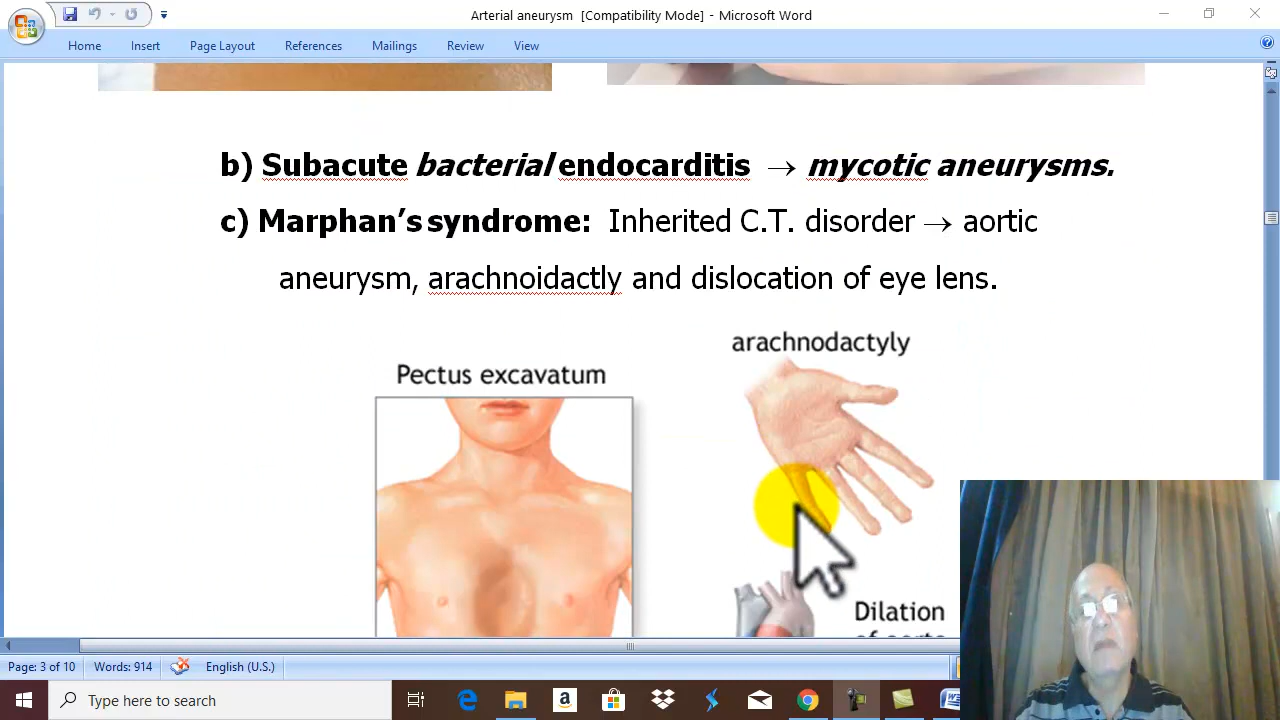 Arterial aneurysm [Compatibility Mode] - Microsoft Word
Home Insert Page Layout References Mailings Review View
b) Subacute bacterial endocarditis → mycotic aneurysms.
c) Marphan's syndrome: Inherited C.T. disorder → aortic
aneurysm, arachnoidactly and dislocation of eye lens.
arachnodactyly
Pectus excavatum
Dilation
Page: 3 of 10 Words: 914 English (U.S.)
Type here to search